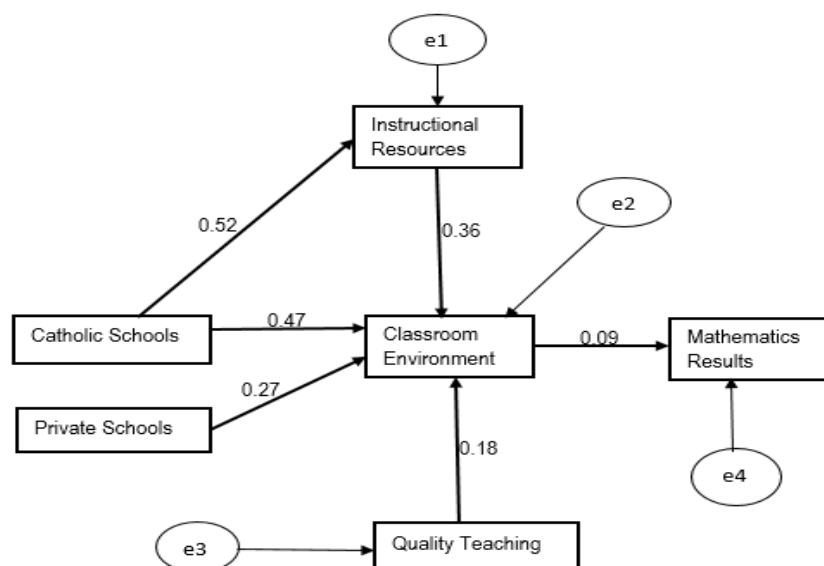 e1
Instructional
Resources
e2
0.52
0.36
Catholic Schools
0.47
Classroom
Environment
0.09
Mathematics
Results
0.27
Private Schools
0.18
e4
e3
Quality Teaching